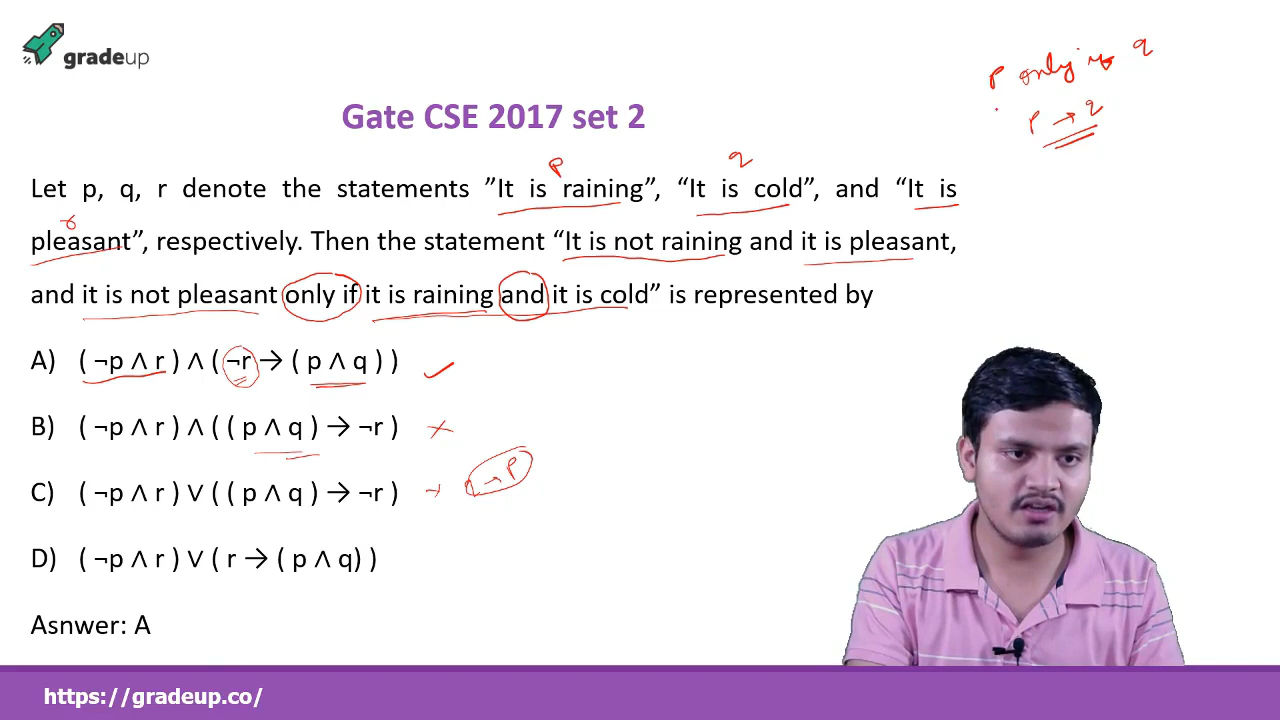 gradeup
p only if q
p → q
Gate CSE 2017 set 2
p q
Let p, q, r denote the statements ”It is raining”, “It is cold”, and “It is
r
pleasant”, respectively. Then the statement “It is not raining and it is pleasant,
and it is not pleasant only if it is raining and it is cold” is represented by
A) ( ¬p ∧ r ) ∧ ( ¬r → ( p ∧ q ) )
B) ( ¬p ∧ r ) ∧ ( ( p ∧ q ) → ¬r )
C) ( ¬p ∧ r ) ∨ ( ( p ∧ q ) → ¬r )
q → p
D) ( ¬p ∧ r ) ∨ ( r → ( p ∧ q) )
Asnwer: A
https://gradeup.co/